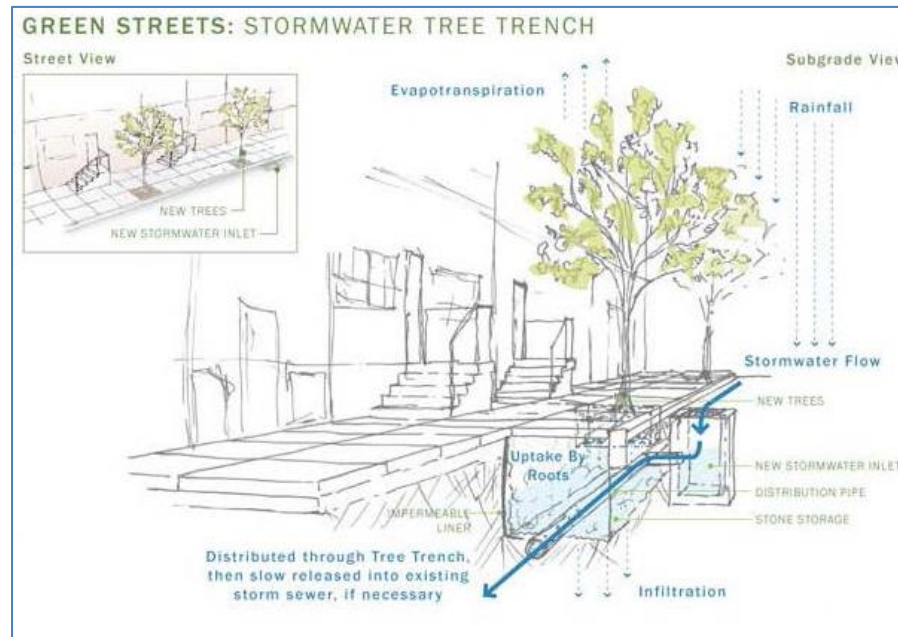 GREEN STREETS: STORMWATER TREE TRENCH
Street View
Subgrade View
Evapotranspiration
Rainfall
NEW TREES
NEW STORMWATER INLET
Stormwater Flow
NEW TREES
Uptake By
Roots
NEW STORMWATER INLET
DISTRIBUTION PIPE
IMPERMEABLE
LINER
STONE STORAGE
Distributed through Tree Trench,
then slow released into existing
storm sewer, if necessary
Infiltration